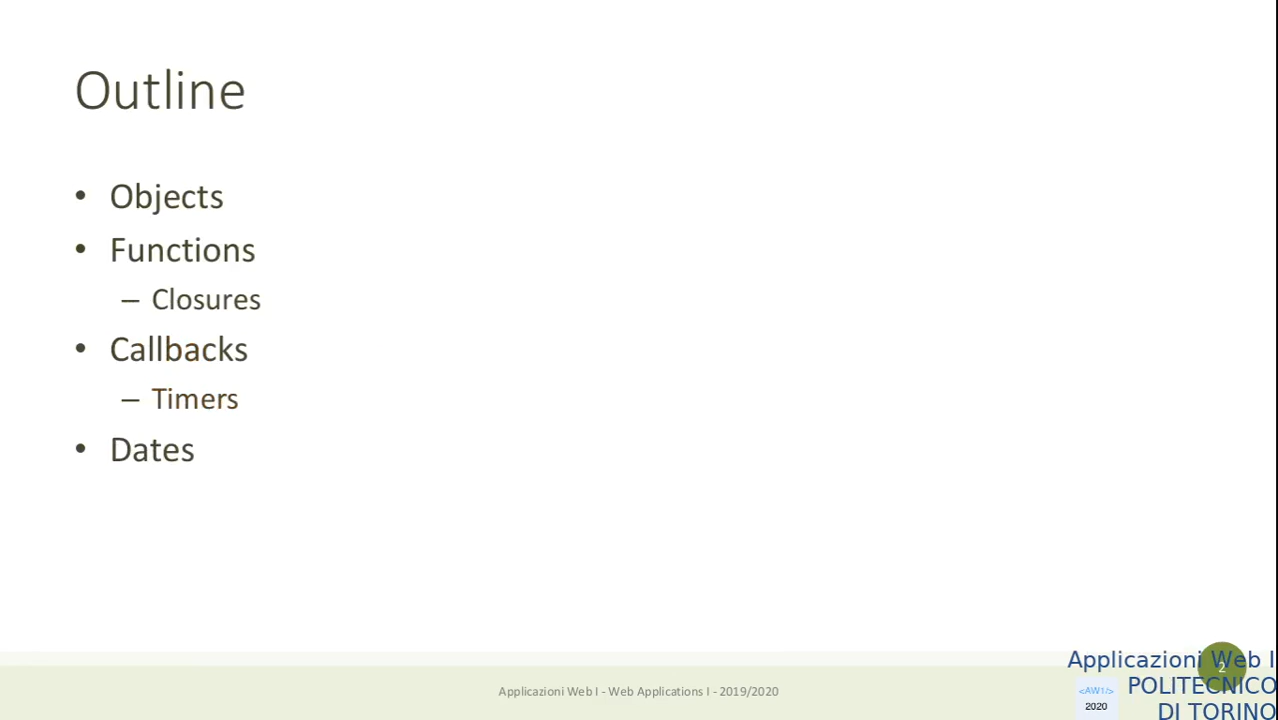 Outline
• Objects
• Functions
– Closures
• Callbacks
– Timers
• Dates
Applicazioni Web I - Web Applications I - 2019/2020
2
Applicazioni Web I
POLITECNICO
DI TORINO
<AW1/>
2020